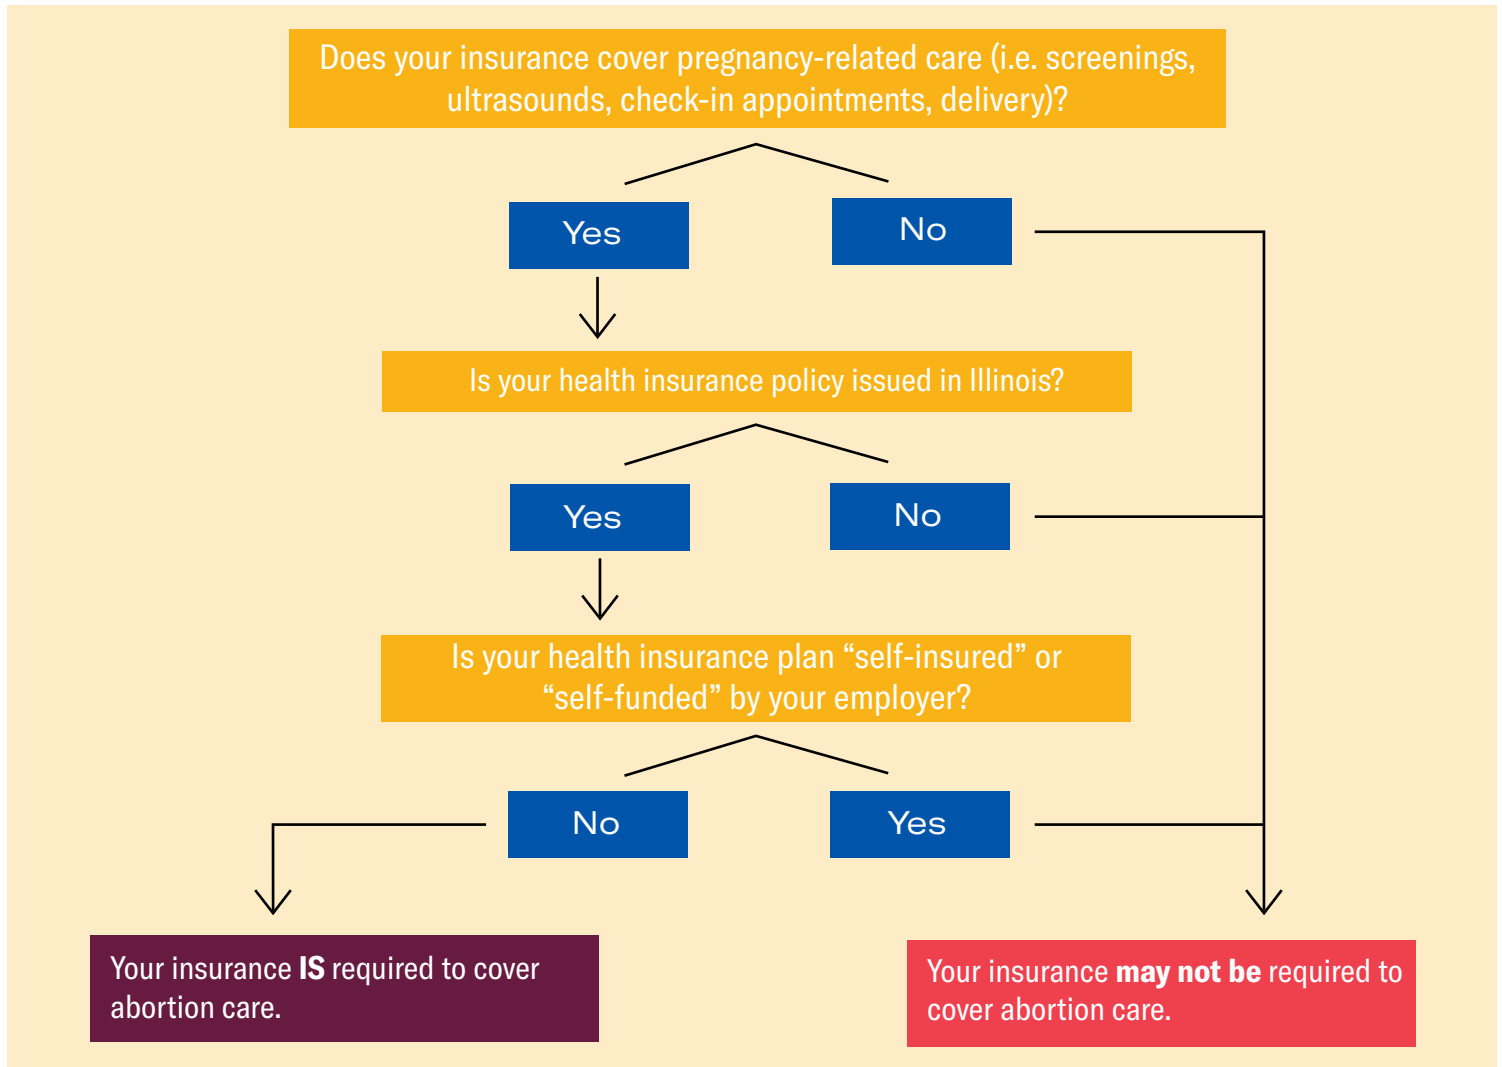 Does your insurance cover pregnancy-related care (i.e. screenings,
ultrasounds, check-in appointments, delivery)?
Yes
No
Is your health insurance policy issued in Illinois?
Yes
No
Is your health insurance plan “self-insured” or
“self-funded” by your employer?
No
Yes
Your insurance IS required to cover
abortion care.
Your insurance may not be required to
cover abortion care.